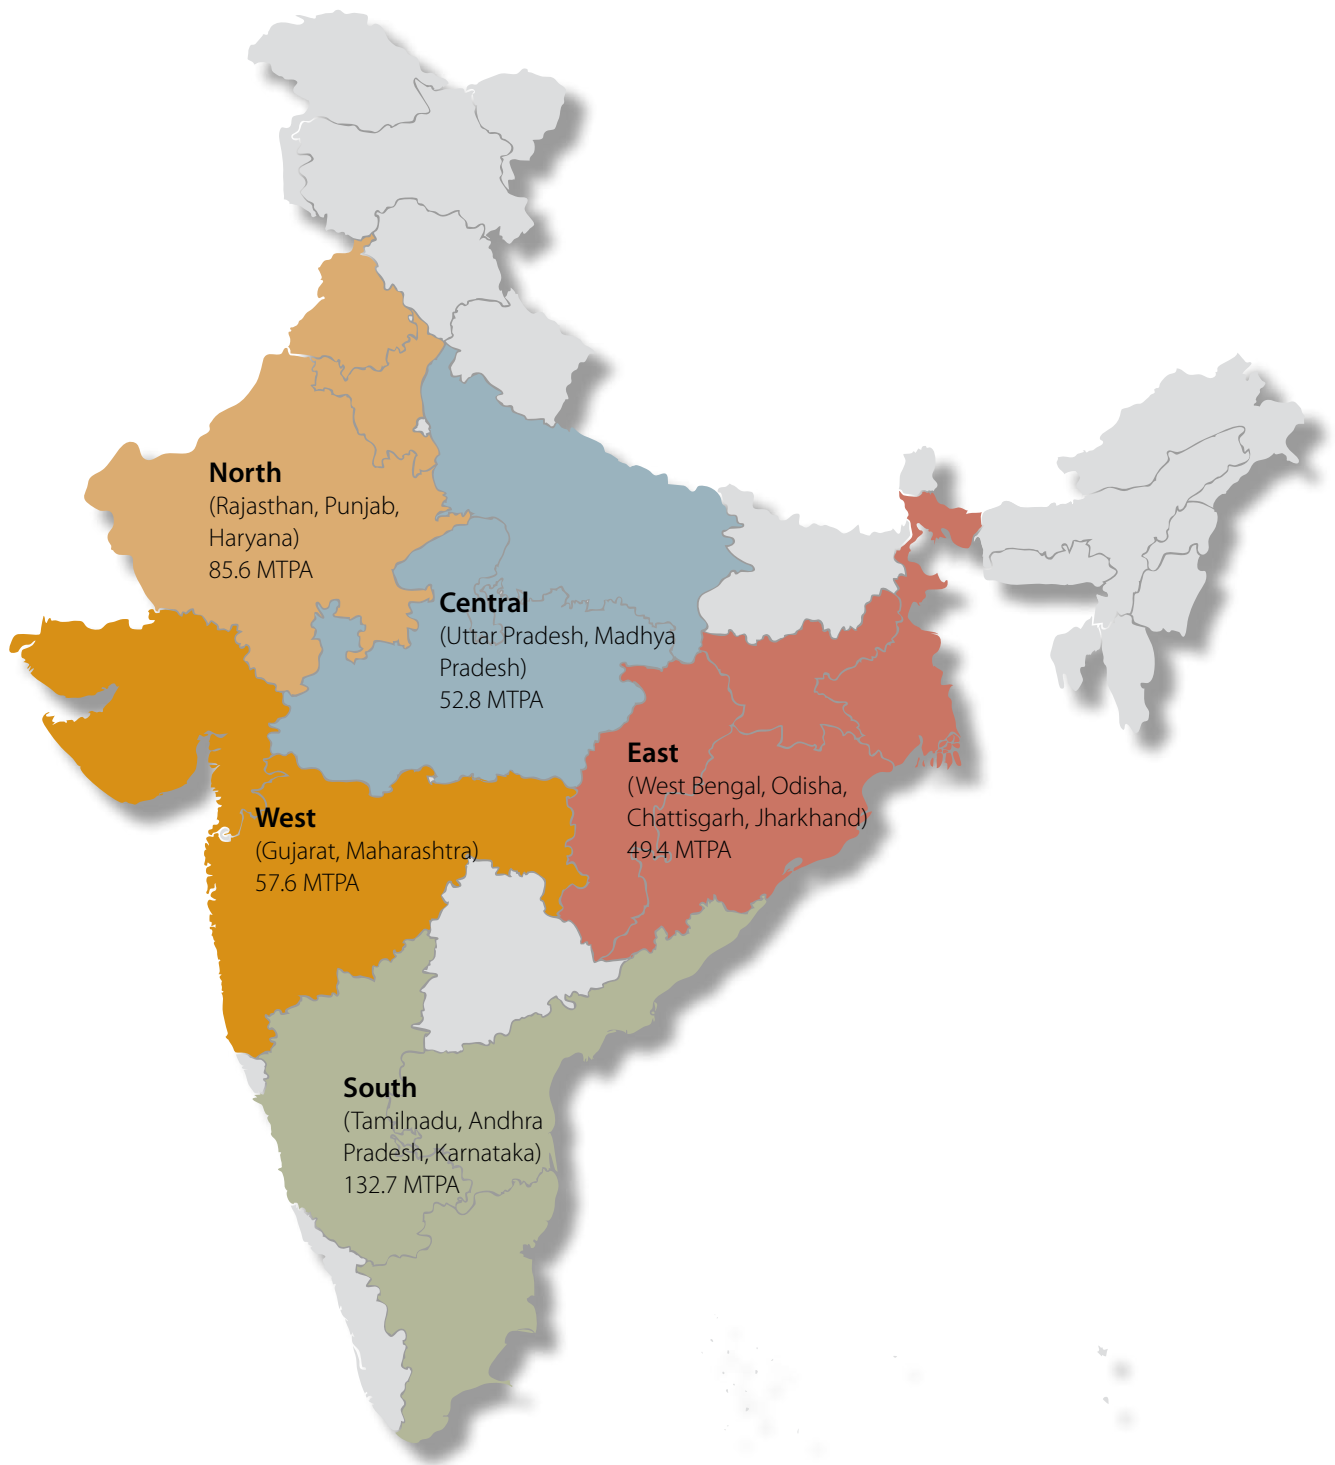 North
(Rajasthan, Punjab,
Haryana)
85.6 MTPA
Central
(Uttar Pradesh, Madhya
Pradesh)
52.8 MTPA
East
(West Bengal, Odisha,
Chattisgarh, Jharkhand)
49.4 MTPA
West
(Gujarat, Maharashtra)
57.6 MTPA
South
(Tamilnadu, Andhra
Pradesh, Karnataka)
132.7 MTPA